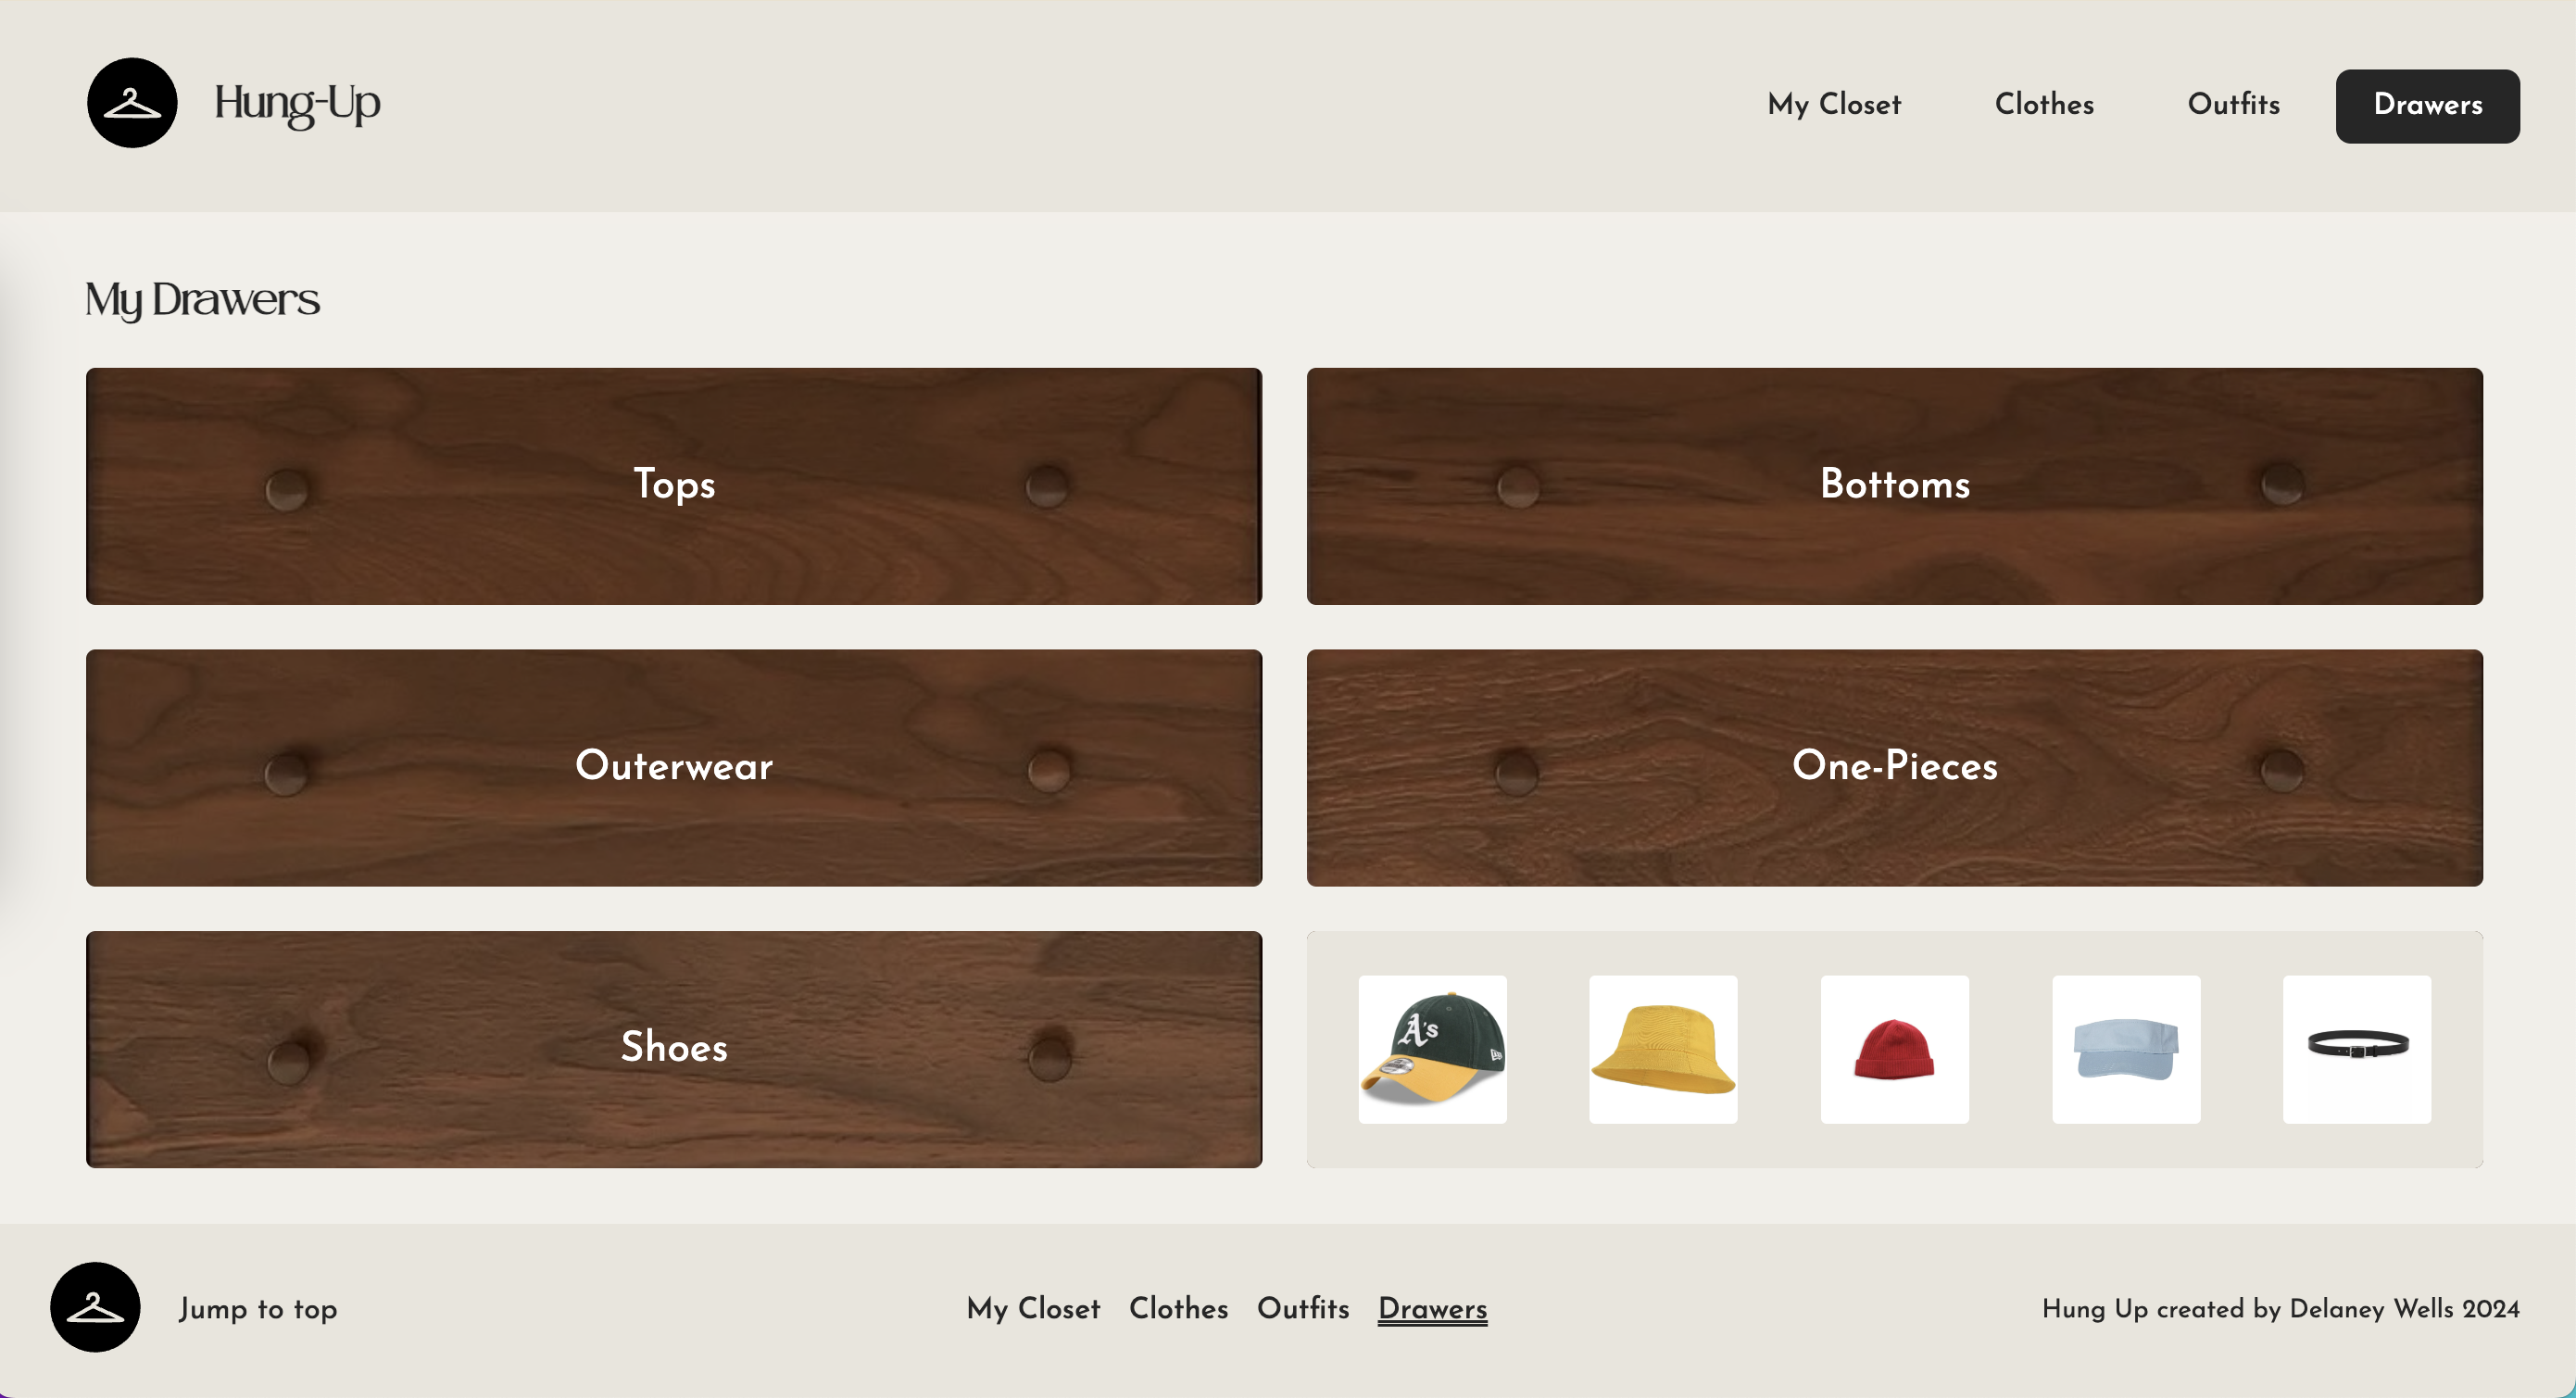 Hung-Up
My Closet
Clothes
Outfits
Drawers
My Drawers
Tops
Bottoms
Outerwear
One-Pieces
Shoes
A's
Jump to top
My Closet
Clothes
Outfits
Drawers
Hung Up created by Delaney Wells 2024